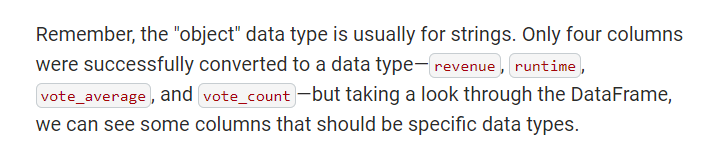 Remember, the "object" data type is usually for strings. Only four columns
were successfully converted to a data type—revenue, runtime,
vote_average, and vote_count—but taking a look through the DataFrame,
we can see some columns that should be specific data types.